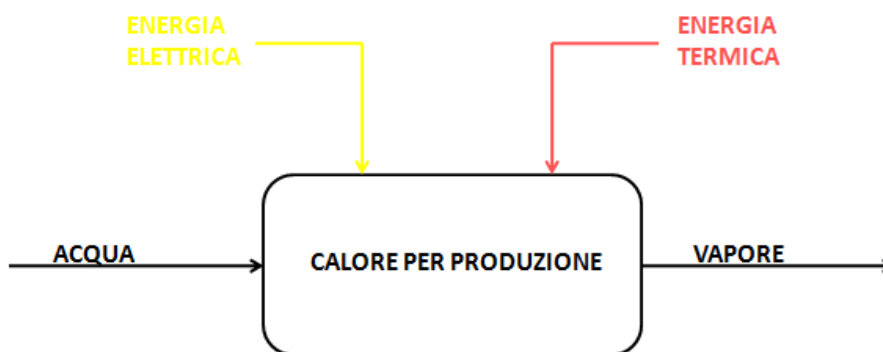 ENERGIA
ELETTRICA
ENERGIA
TERMICA
ACQUA
CALORE PER PRODUZIONE
VAPORE